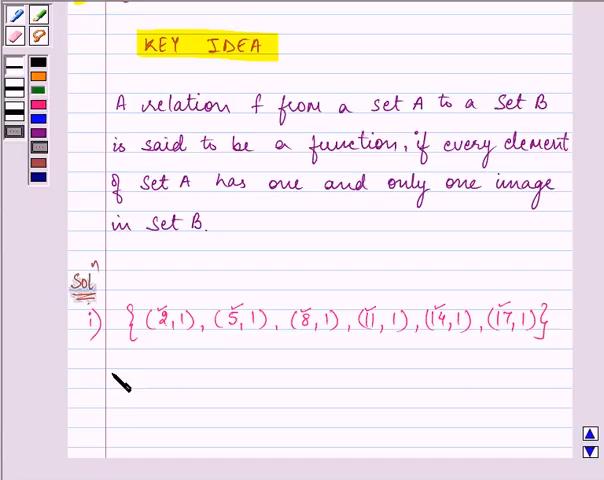 KEY IDEA
A relation f from a set A to a set B
is said to be a function, if every element
of set A has one and only one image
in set B.
Solⁿ
i) {(2,1), (5,1), (8,1), (11,1), (14,1), (17,1)}